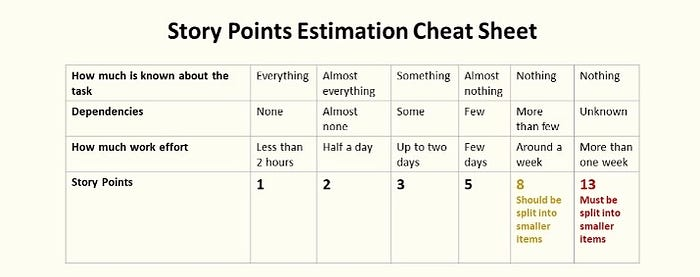 Story Points Estimation Cheat Sheet
How much is known about the task Everything Almost everything Something Almost nothing Nothing Nothing
Dependencies None Almost none Some Few More than few Unknown
How much work effort Less than 2 hours Half a day Up to two days Few days Around a week More than one week
Story Points 1 2 3 5 8 Should be split into smaller items 13 Must be split into smaller items